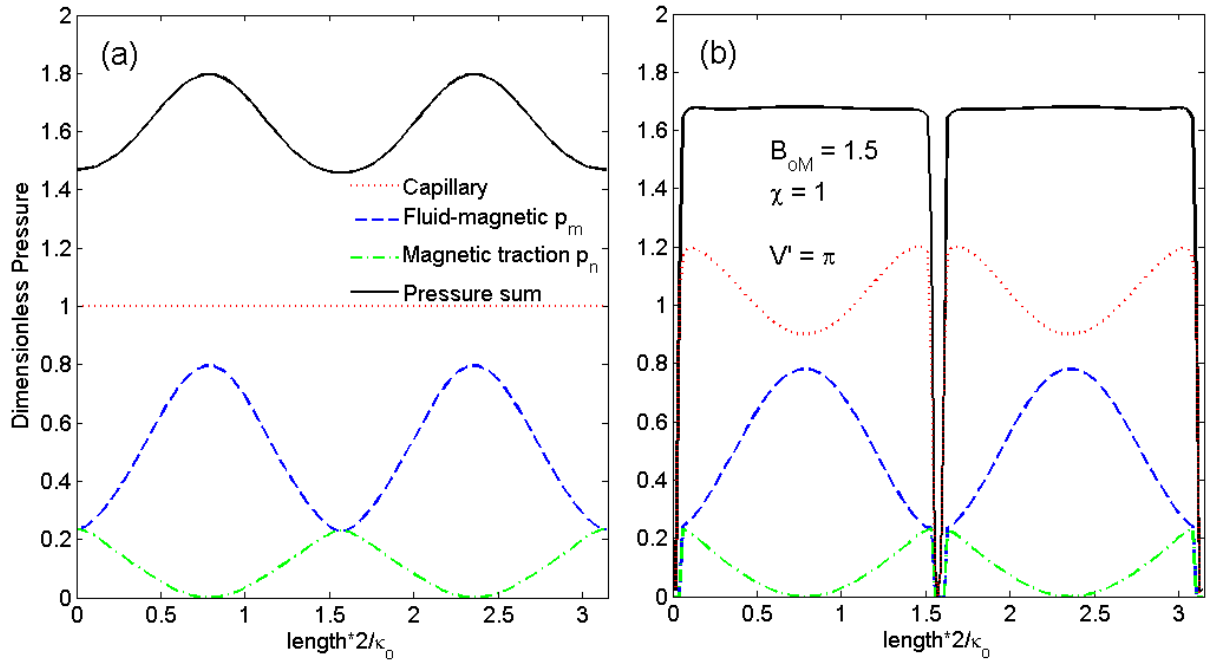 (a)
Dimensionless Pressure
2
1.8
1.6
1.4
1.2
1
0.8
0.6
0.4
0.2
0
Capillary
Fluid-magnetic p_m
Magnetic traction p_n
Pressure sum
0 0.5 1 1.5 2 2.5 3
length*2/κ_o
(b)
2
1.8
1.6
1.4
1.2
1
0.8
0.6
0.4
0.2
0
B_oM = 1.5
χ = 1
V' = π
0 0.5 1 1.5 2 2.5 3
length*2/κ_o